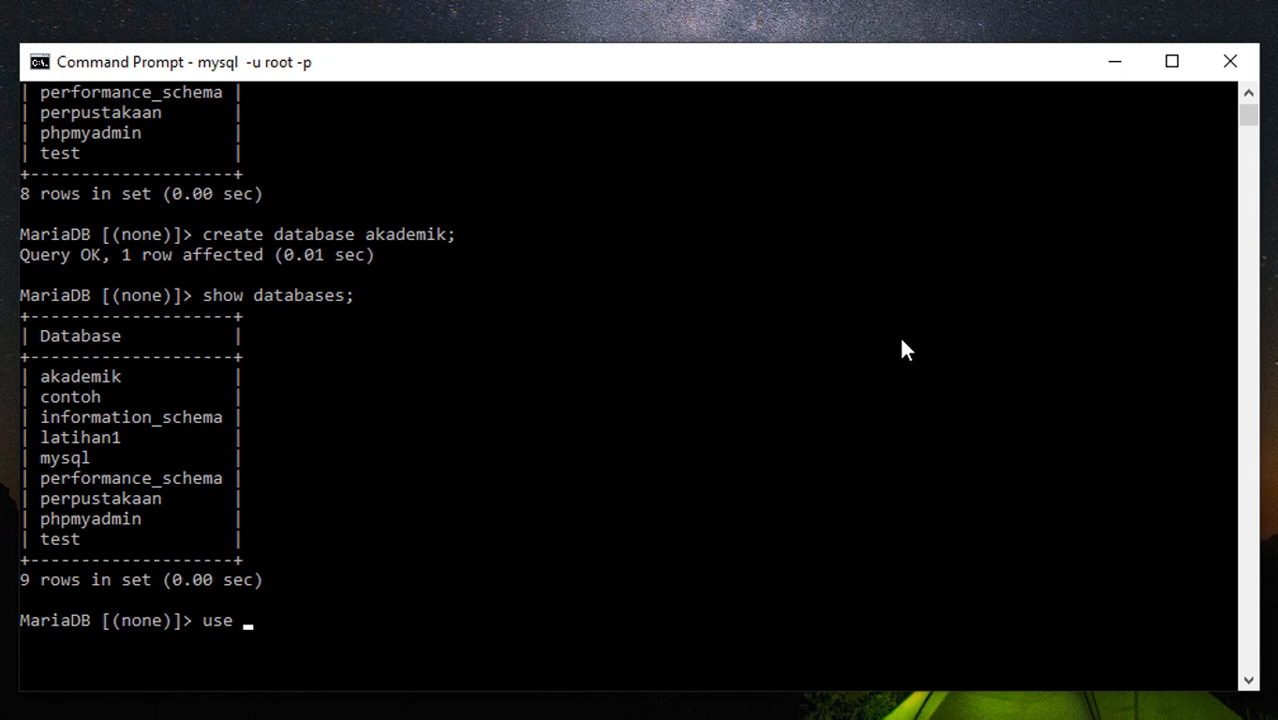 Command Prompt - mysql  -u root -p
| performance_schema |
| perpustakaan       |
| phpmyadmin         |
| test               |
+--------------------+
8 rows in set (0.00 sec)
MariaDB [(none)]> create database akademik;
Query OK, 1 row affected (0.01 sec)
MariaDB [(none)]> show databases;
+--------------------+
| Database           |
+--------------------+
| akademik           |
| contoh             |
| information_schema |
| latihan1           |
| mysql              |
| performance_schema |
| perpustakaan       |
| phpmyadmin         |
| test               |
+--------------------+
9 rows in set (0.00 sec)
MariaDB [(none)]> use _